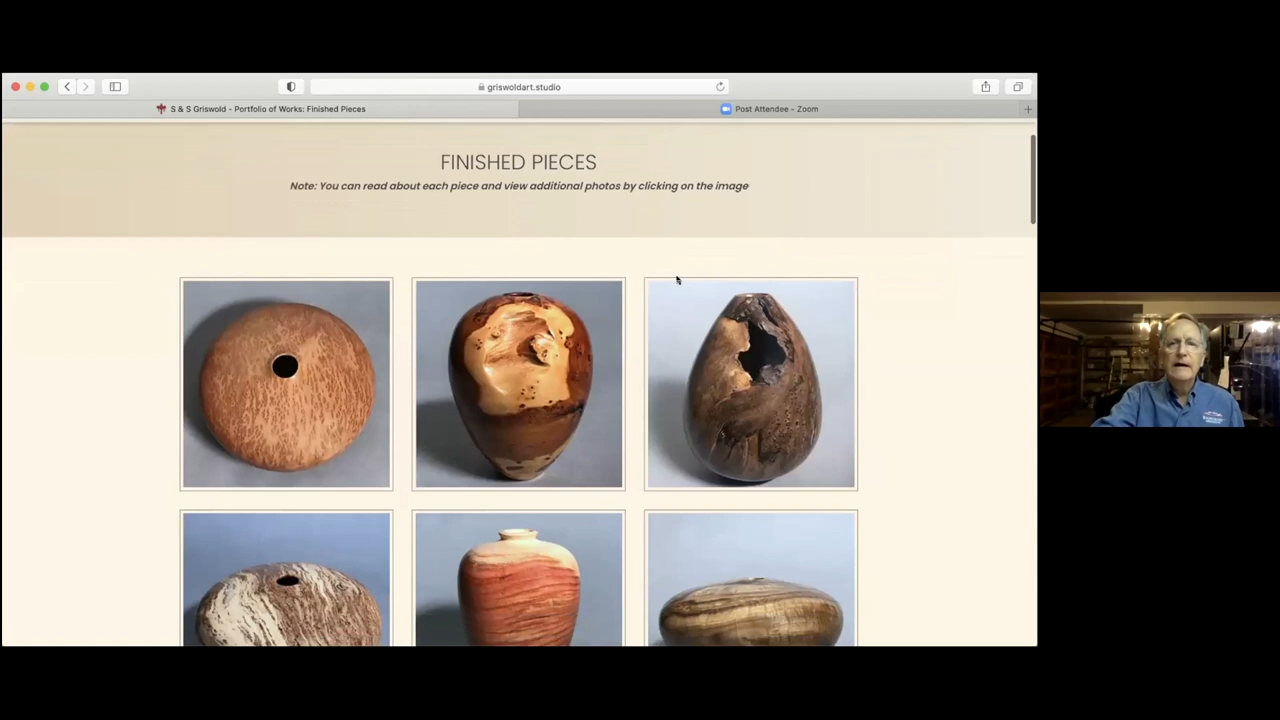 griswoldart.studio
S & S Griswold - Portfolio of Works: Finished Pieces
Post Attendee - Zoom
FINISHED PIECES
Note: You can read about each piece and view additional photos by clicking on the image